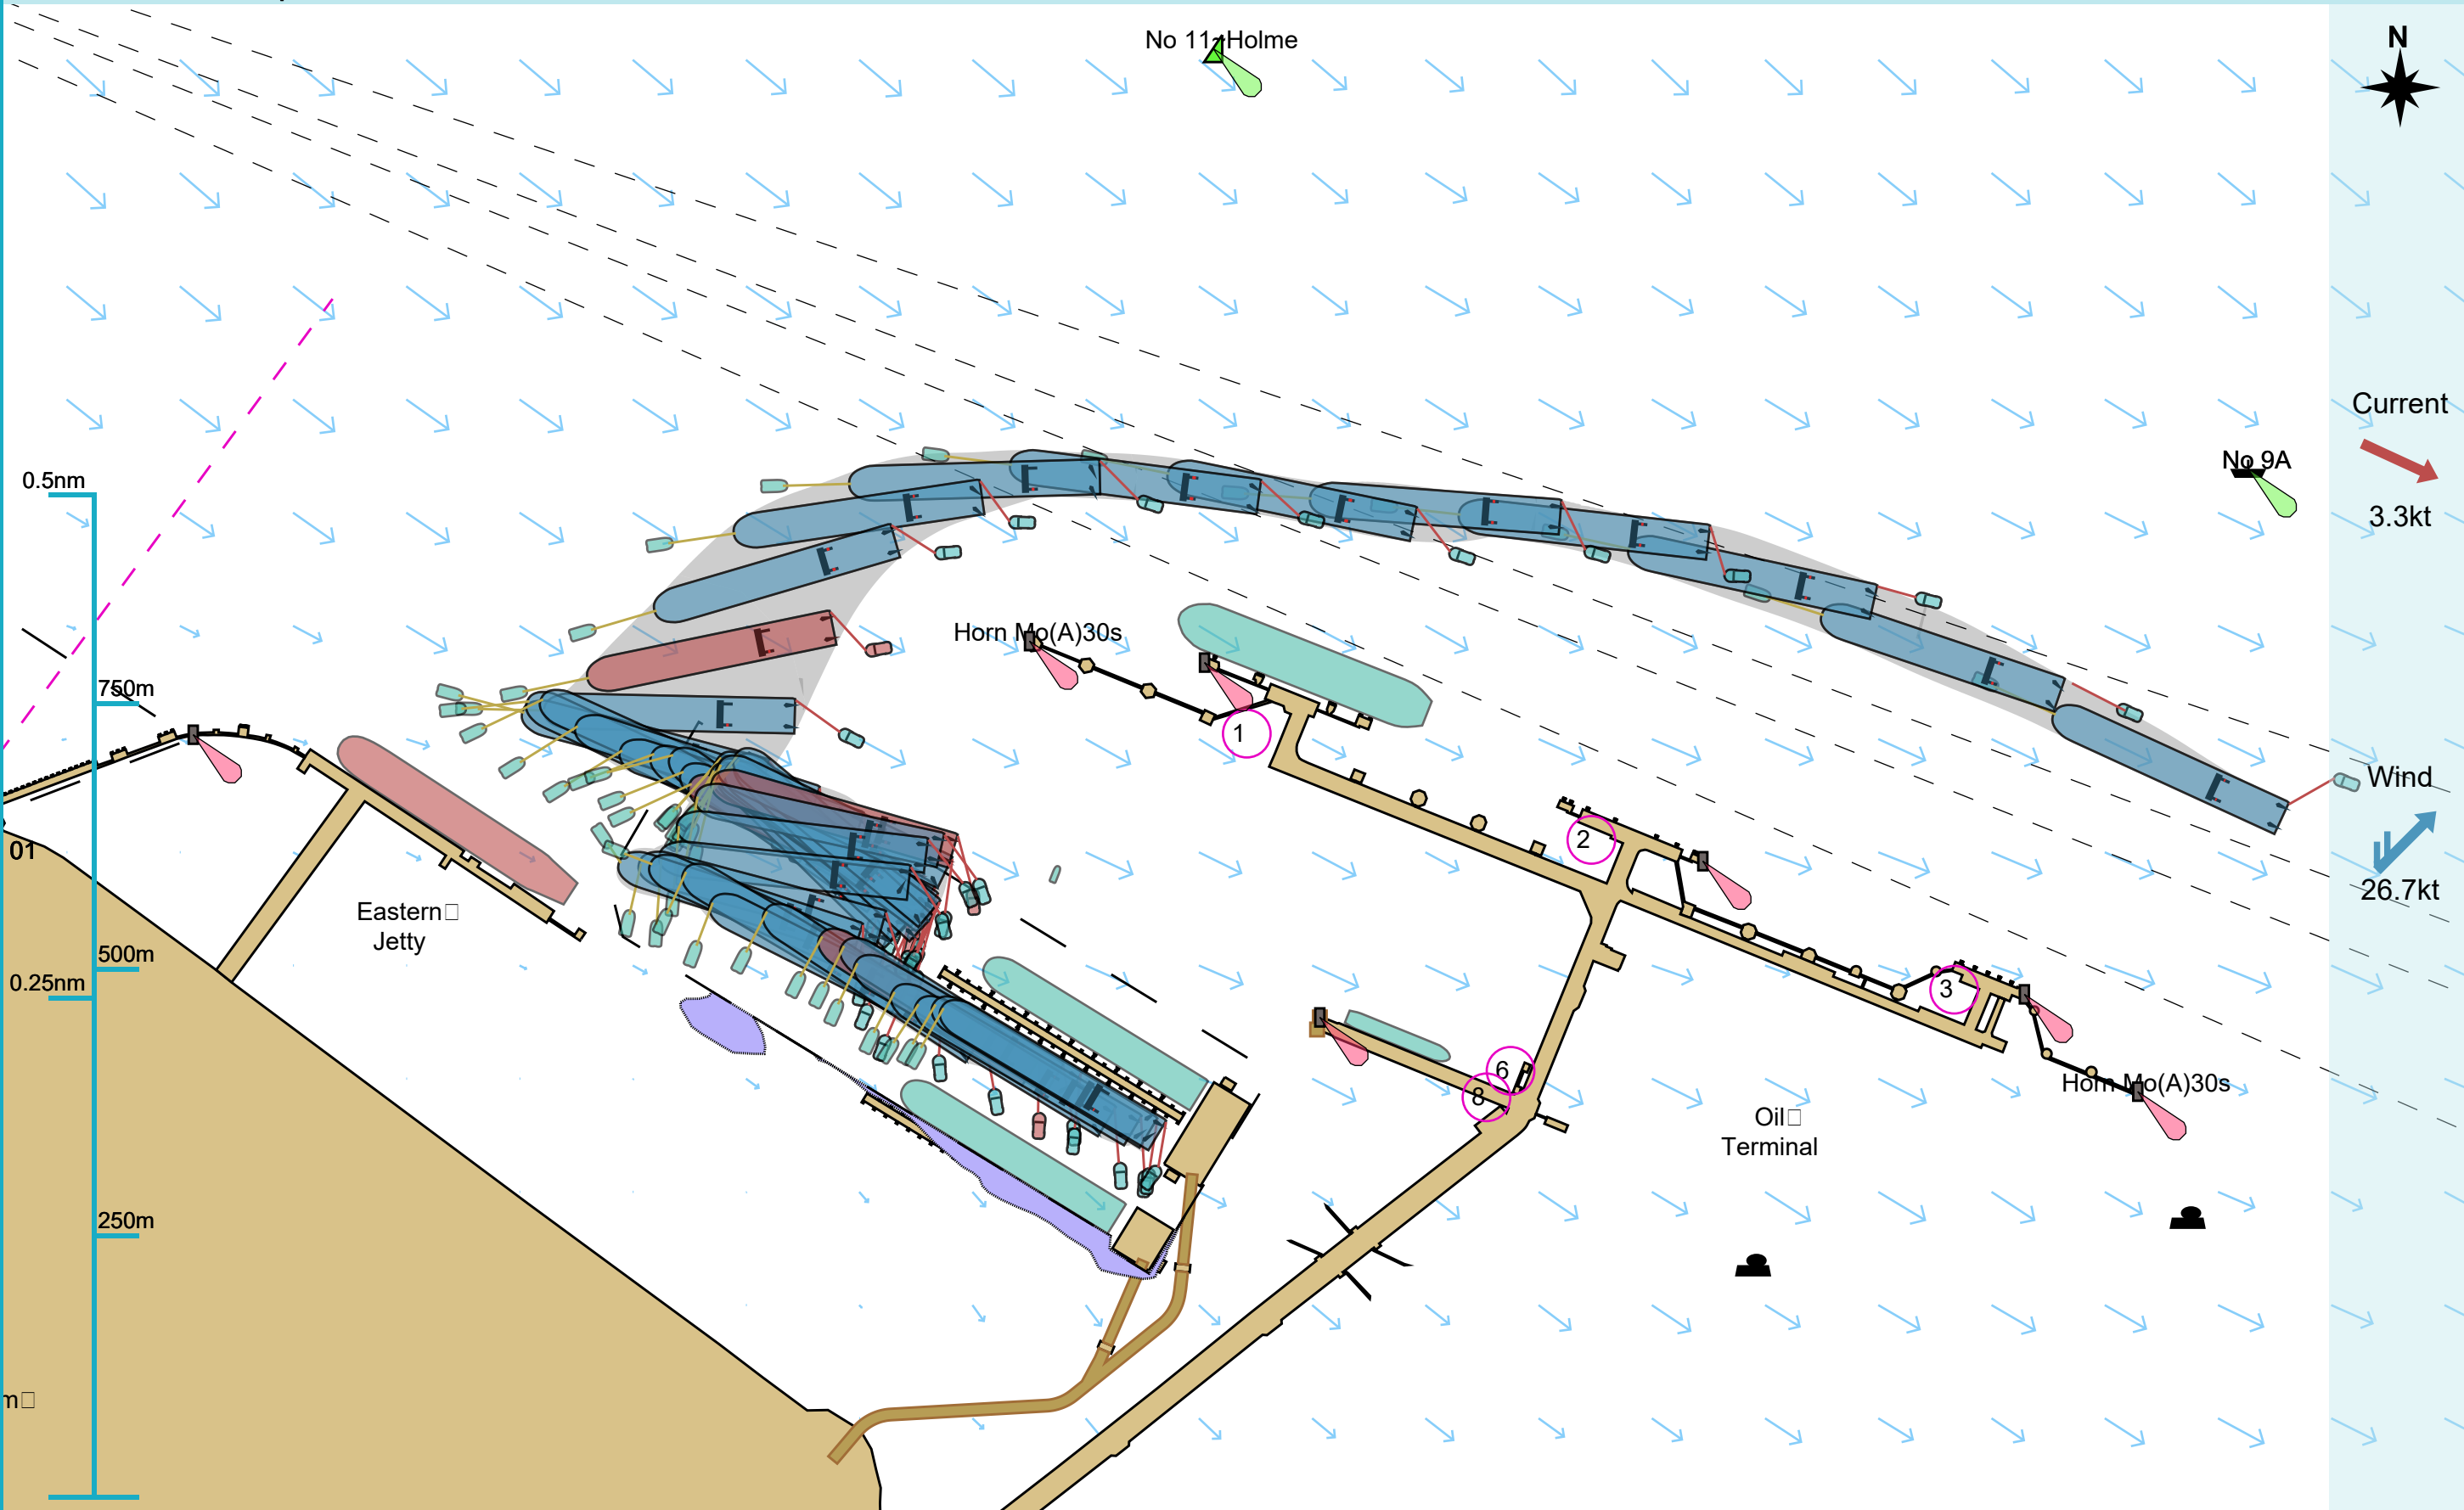 No 11 Holme
N
Current
3.3kt
No 9A
0.5nm
Horn Mo(A)30s
750m
1
Wind
26.7kt
2
01
Eastern
Jetty
500m
0.25nm
3
6
8
Horn Mo(A)30s
Oil
Terminal
250m
m